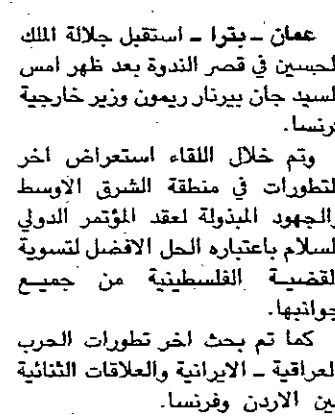 عمان ــ بترا ــ استقبل جلالة الملك
الحسين في قصر الندوة بعد ظهر امس
السيد جان بيرنار ريمون وزير خارجية
فرنسا.
وتم خلال اللقاء استعراض اخر
التطورات في منطقة الشرق الاوسط
والجهود المبذولة لعقد المؤتمر الدولي
للسلام باعتباره الحل الافضل لتسوية
القضية الفلسطينية من جميع
جوانبها.
كما تم بحث اخر تطورات الحرب
العراقية ــ الايرانية والعلاقات الثنائية
بين الاردن وفرنسا.